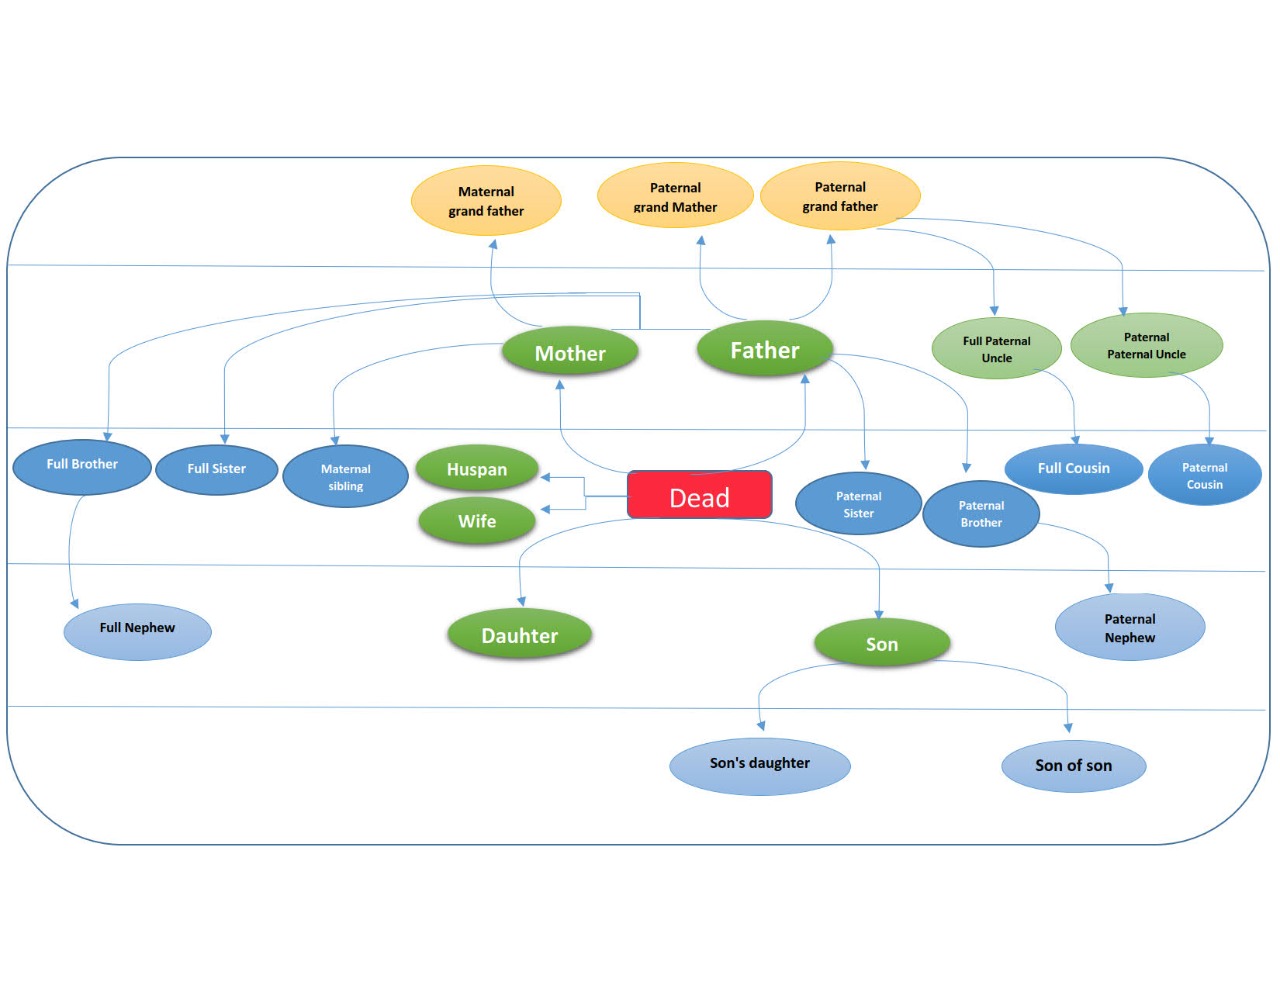 Maternal
grand father
Paternal
grand Mather
Paternal
grand father
Mother
Father
Full Paternal
Uncle
Paternal
Paternal Uncle
Full Brother
Full Sister
Maternal
sibling
Huspan
Wife
Dead
Paternal
Sister
Paternal
Brother
Full Cousin
Paternal
Cousin
Full Nephew
Dauhter
Son
Paternal
Nephew
Son's daughter
Son of son